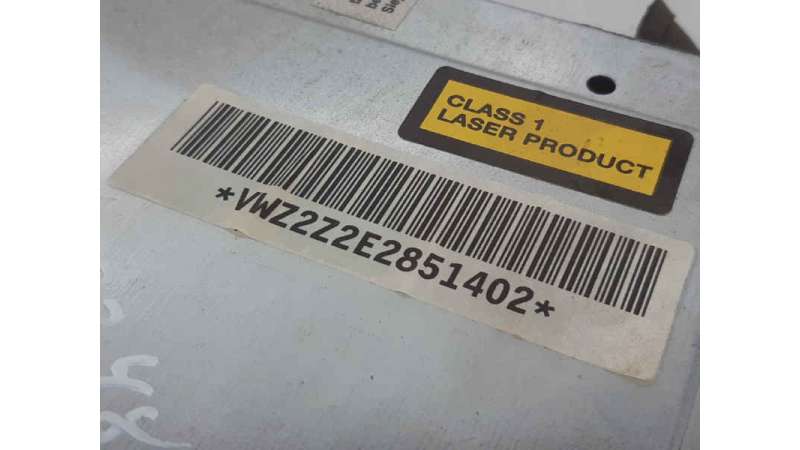 CLASS 1
LASER PRODUCT
*VWZ2Z2E2851402*